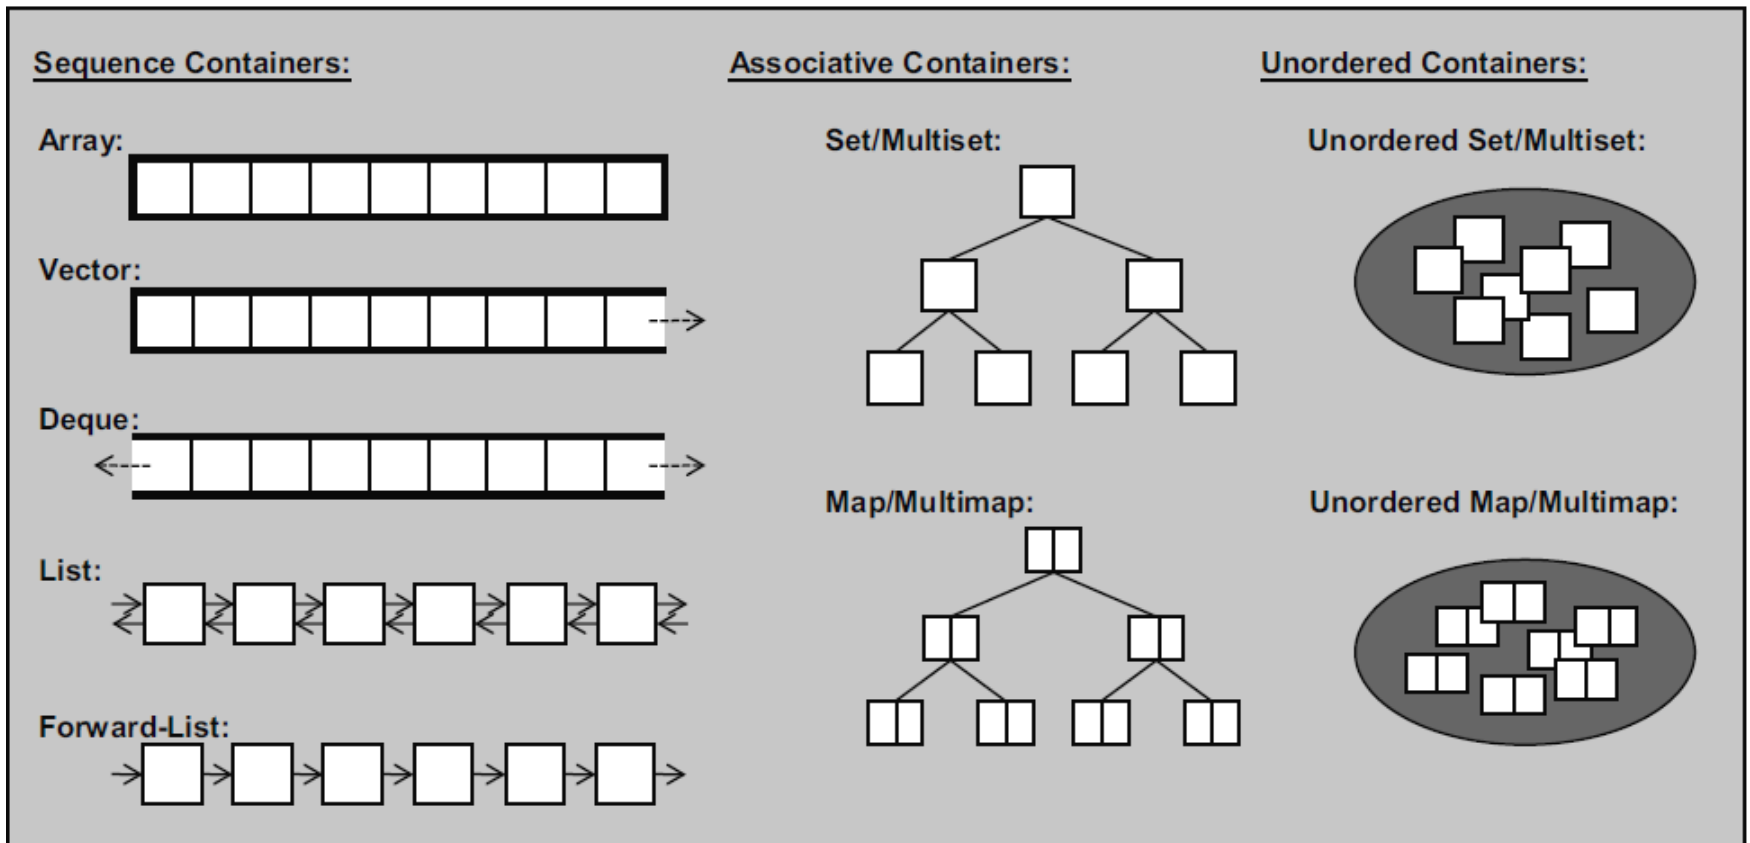 Sequence Containers:
Array:
Vector:
Deque:
List:
Forward-List:
Associative Containers:
Set/Multiset:
Map/Multimap:
Unordered Containers:
Unordered Set/Multiset:
Unordered Map/Multimap: